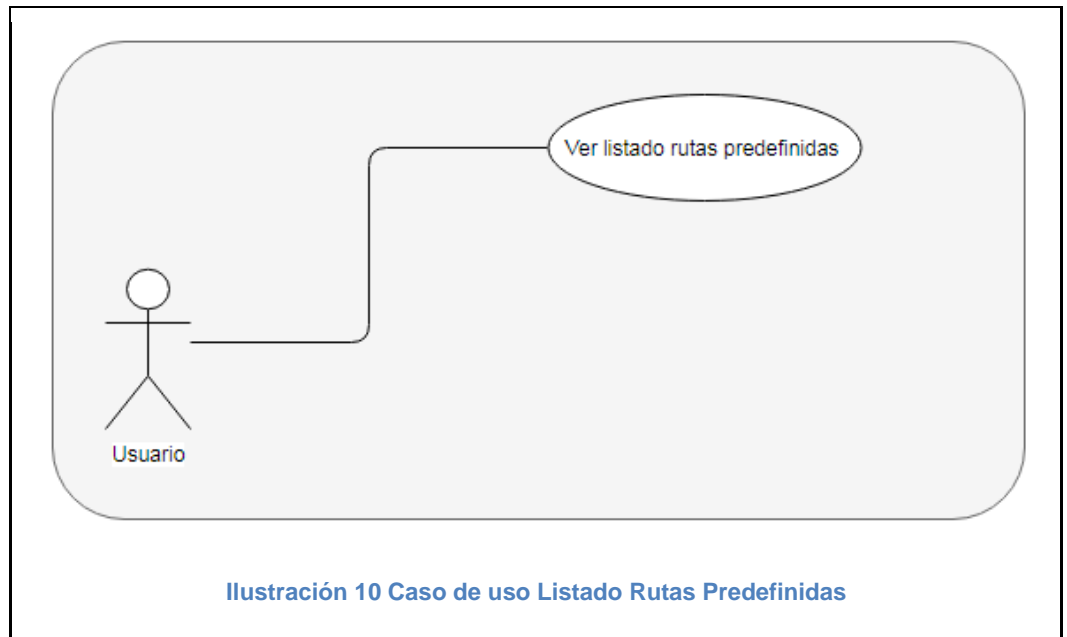 Ver listado rutas predefinidas
Usuario
Ilustración 10 Caso de uso Listado Rutas Predefinidas